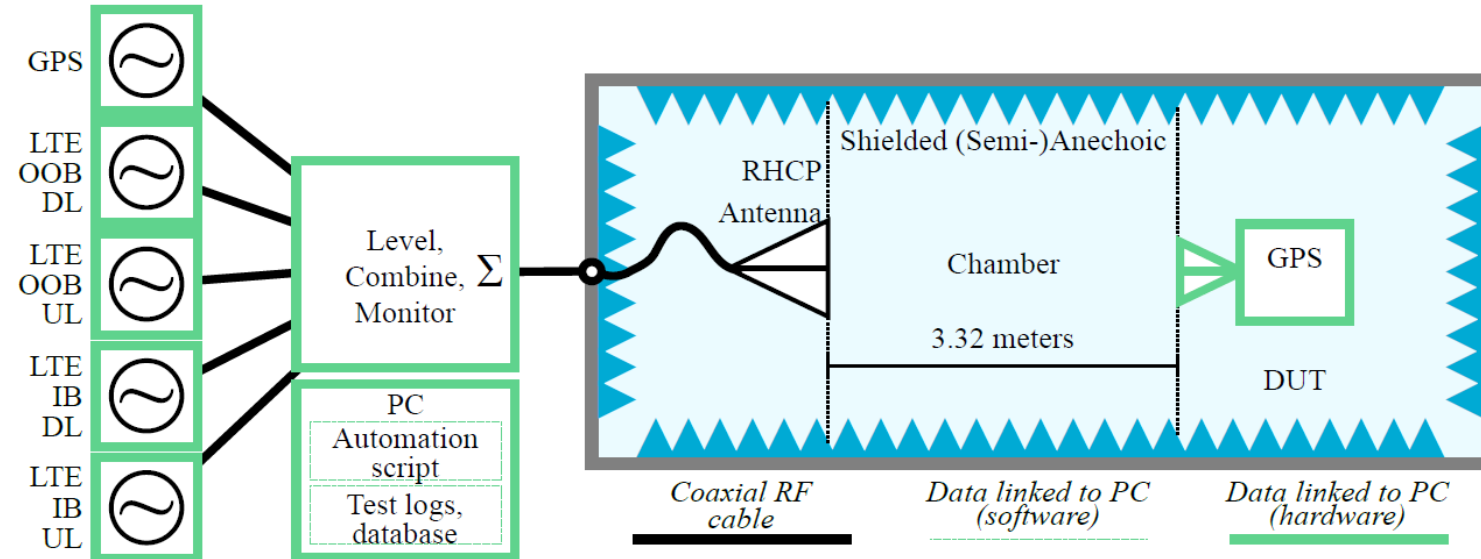 GPS
LTE
OOB
DL
LTE
OOB
UL
LTE
IB
DL
LTE
IB
UL
Level,
Combine,
Monitor
Σ
PC
Automation
script
Test logs,
database
Shielded (Semi-)Anechoic
RHCP
Antenna
Chamber
3.32 meters
GPS
DUT
Coaxial RF
cable
Data linked to PC
(software)
Data linked to PC
(hardware)